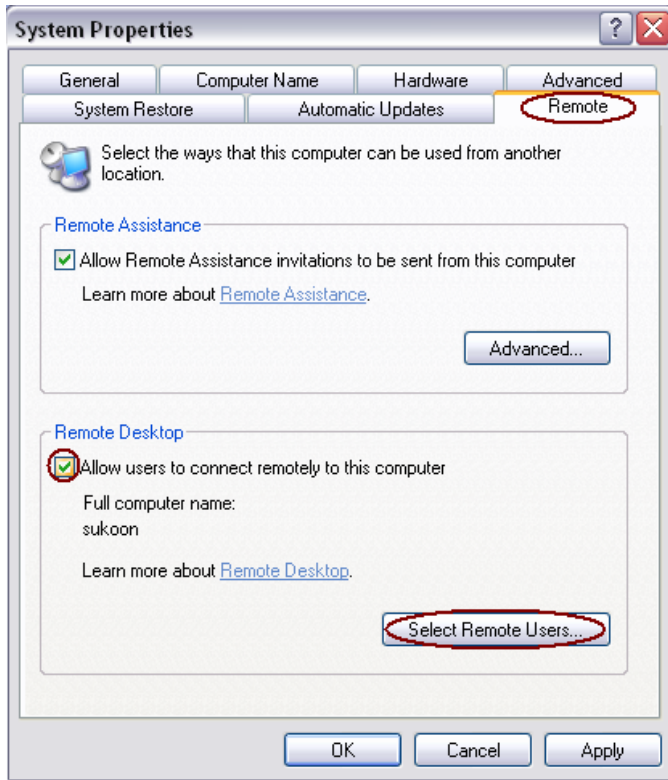 System Properties
General Computer Name Hardware Advanced
System Restore Automatic Updates Remote
Select the ways that this computer can be used from another
location.
Remote Assistance
Allow Remote Assistance invitations to be sent from this computer
Learn more about Remote Assistance.
Advanced...
Remote Desktop
Allow users to connect remotely to this computer
Full computer name:
sukoon
Learn more about Remote Desktop.
Select Remote Users...
OK Cancel Apply